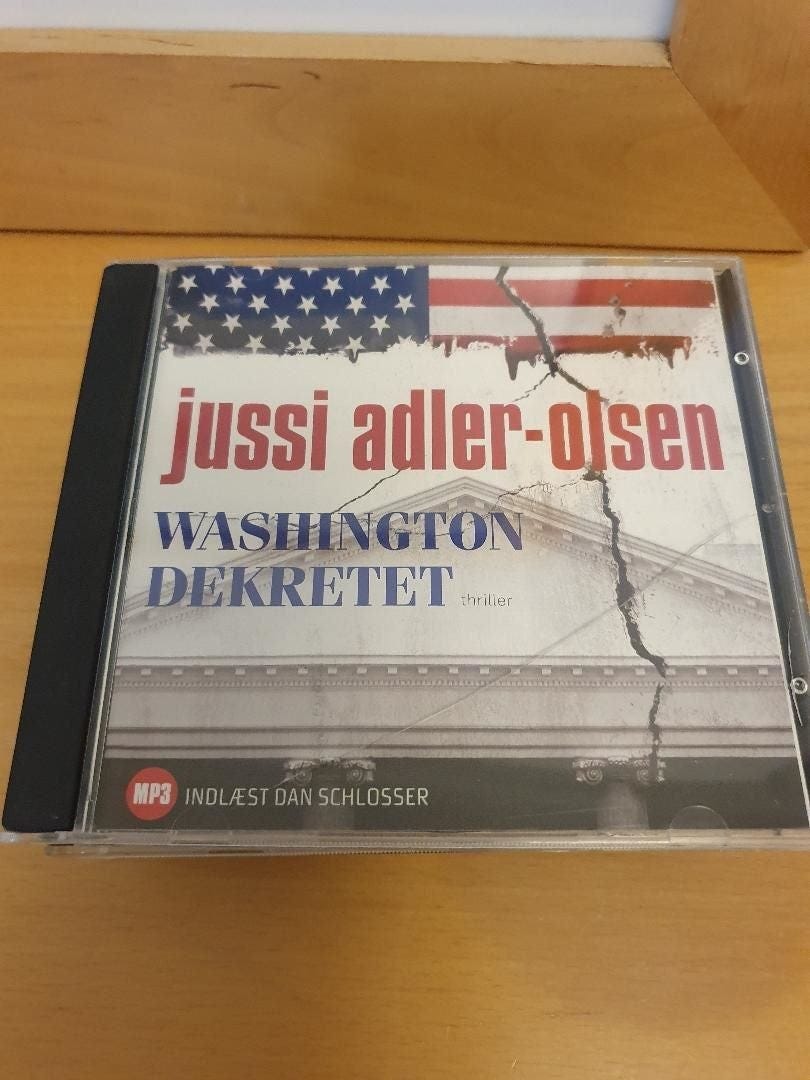 jussi adler-olsen
WASHINGTON
DEKRETET thriller
MP3 INDLÆST DAN SCHLOSSER